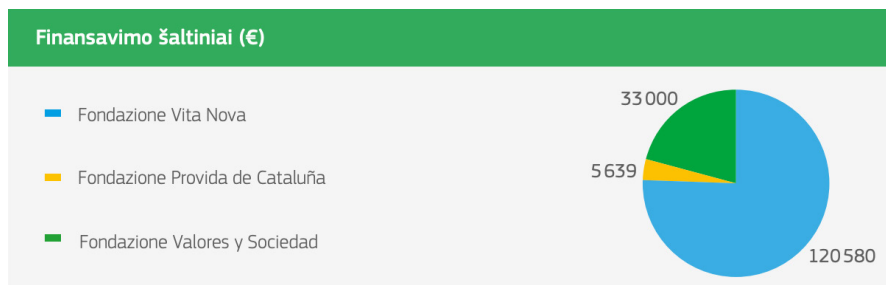 Finansavimo šaltiniai (€)
33 000
Fondazione Vita Nova
5 639
Fondazione Provida de Cataluña
Fondazione Valores y Sociedad
120 580